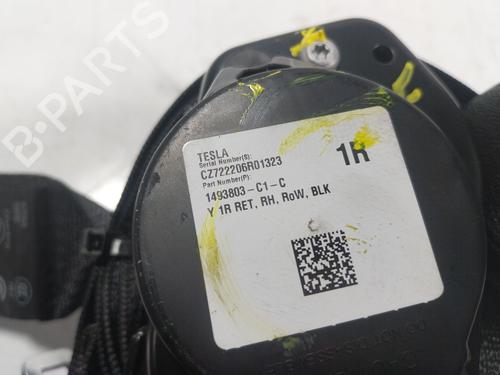 B-PARTS
TESLA
Serial Number(S):
CZ722206R01323
Part Number(P):
1493803-C1-C
1R
Y 1R RET, RH, RoW, BLK